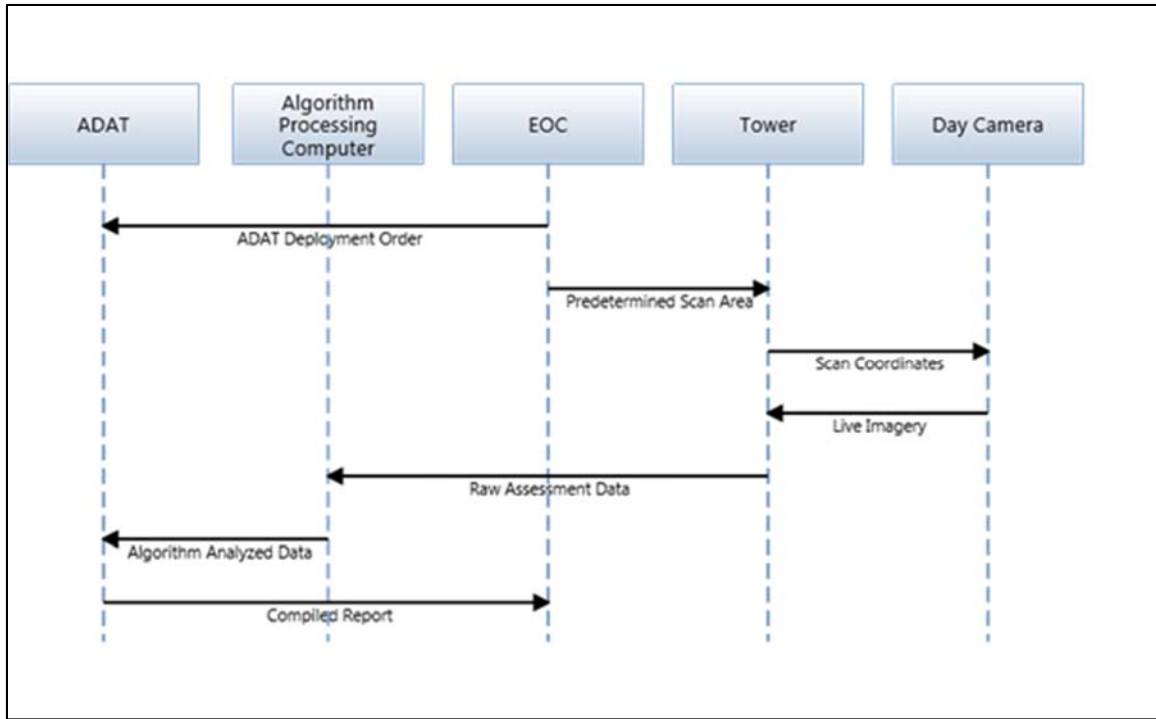 ADAT
Algorithm
Processing
Computer
EOC
Tower
Day Camera
ADAT Deployment Order
Predetermined Scan Area
Scan Coordinates
Live Imagery
Raw Assessment Data
Algorithm Analyzed Data
Compiled Report